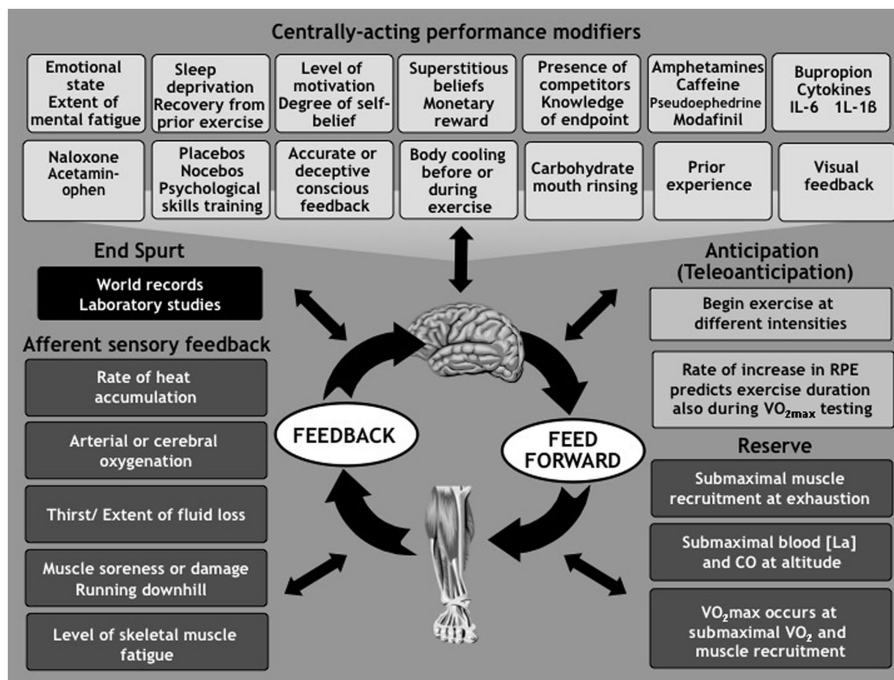 Centrally-acting performance modifiers
Emotional
state
Extent of
mental fatigue
Sleep
deprivation
Recovery from
prior exercise
Level of
motivation
Degree of self-
belief
Superstitious
beliefs
Monetary
reward
Presence of
competitors
Knowledge
of endpoint
Amphetamines
Caffeine
Pseudoephedrine
Modafinil
Bupropion
Cytokines
IL-6 1L-1ß
Naloxone
Acetamin-
ophen
Placebos
Nocebos
Psychological
skills training
Accurate or
deceptive
conscious
feedback
Body cooling
before or
during
exercise
Carbohydrate
mouth rinsing
Prior
experience
Visual
feedback
End Spurt
World records
Laboratory studies
Afferent sensory feedback
Rate of heat
accumulation
Arterial or cerebral
oxygenation
Thirst/ Extent of fluid loss
Muscle soreness or damage
Running downhill
Level of skeletal muscle
fatigue
FEEDBACK
FEED
FORWARD
Anticipation
(Teleoanticipation)
Begin exercise at
different intensities
Rate of increase in RPE
predicts exercise duration
also during VO2max testing
Reserve
Submaximal muscle
recruitment at exhaustion
Submaximal blood [La]
and CO at altitude
VO2max occurs at
submaximal VO2 and
muscle recruitment